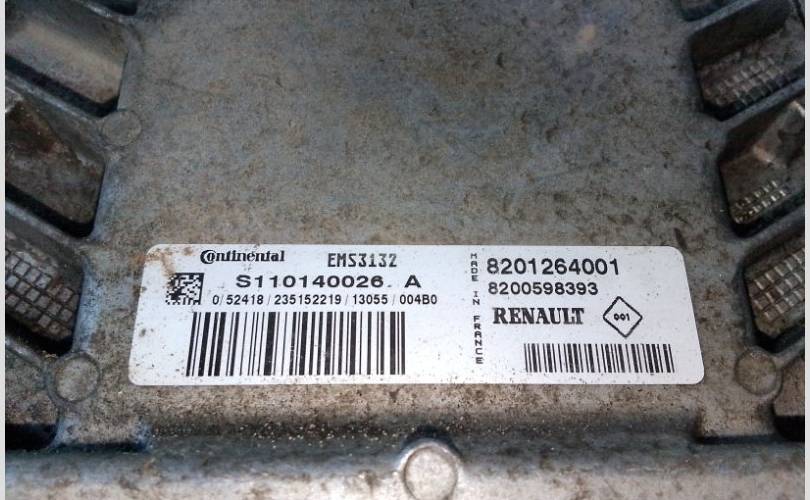 Continental EMS3132
S110140026. A
0/52418/235152219/13055/004B0
MADE IN FRANCE
8201264001
8200598393
RENAULT 001